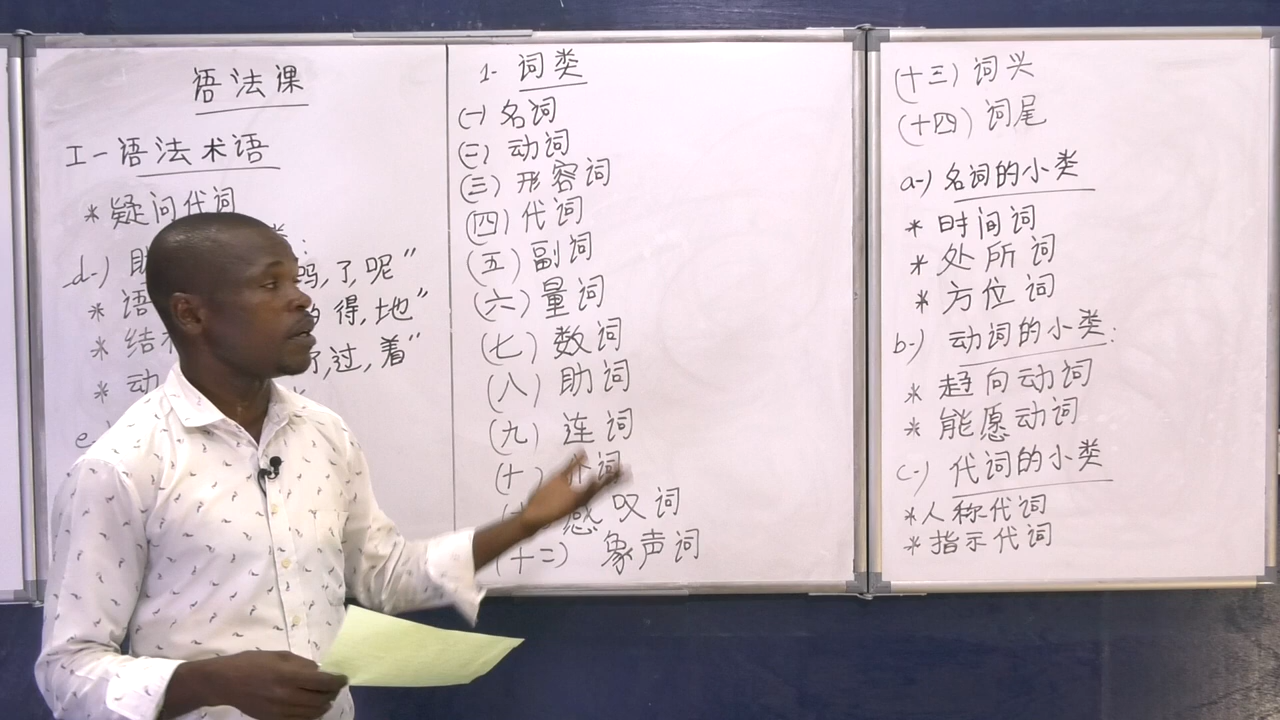 语法课
I-语法术语
* 疑问代词
d-) 助 类:
* 语 吗,了,呢"
* 结 得,地"
* 动 了,过,着"
e-)
1- 词类
(一) 名词
(二) 动词
(三) 形容词
(四) 代词
(五) 副词
(六) 量词
(七) 数词
(八) 助词
(九) 连词
(十) 词
感叹词
(十二) 象声词
(十三) 词兴
(十四) 词尾
a-) 名词的小类
* 时间词
* 处所词
* 方位词
b-) 动词的小类:
* 趋向动词
* 能愿动词
c-) 代词的小类
* 人称代词
* 指示代词